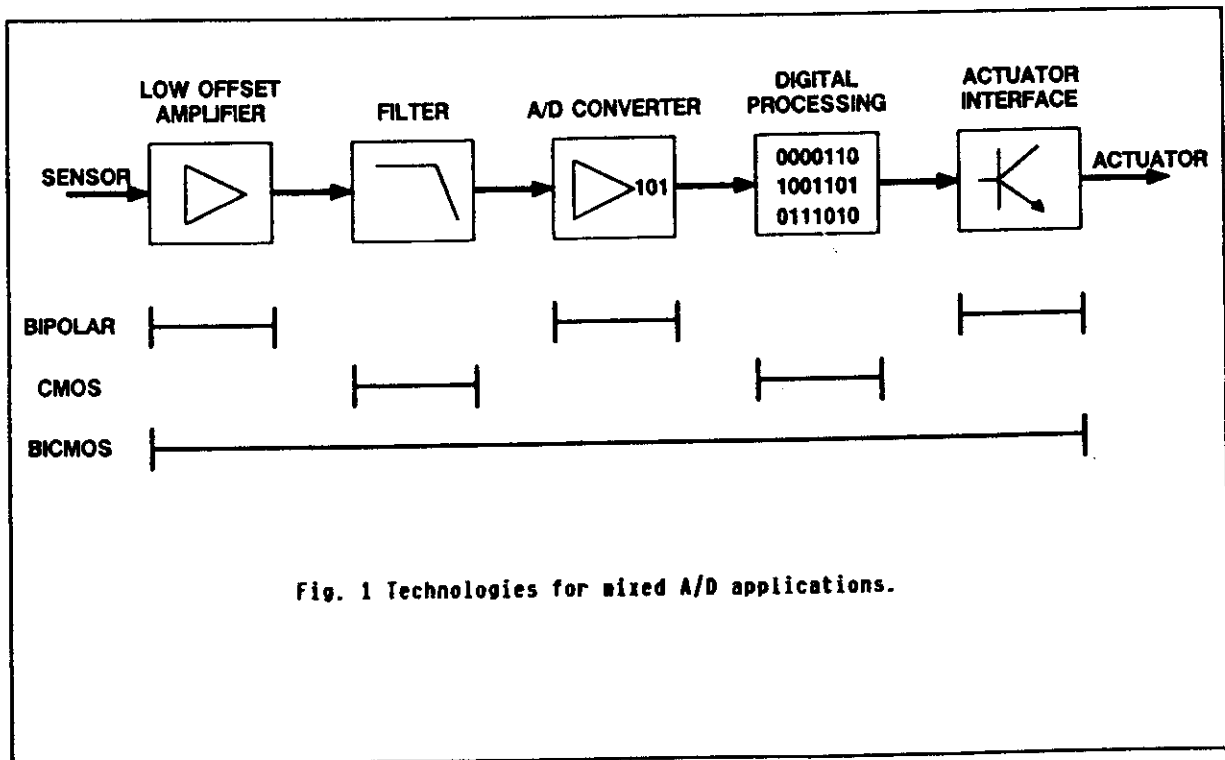 LOW OFFSET
AMPLIFIER
FILTER
A/D CONVERTER
DIGITAL
PROCESSING
ACTUATOR
INTERFACE
SENSOR
101
0000110
1001101
0111010
ACTUATOR
BIPOLAR
CMOS
BICMOS
Fig. 1 Technologies for mixed A/D applications.